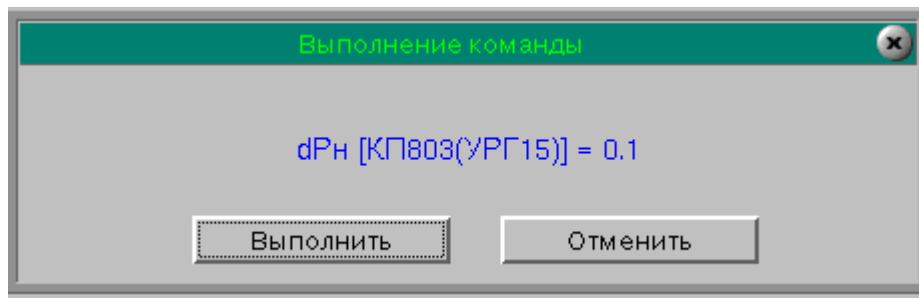 Выполнение команды
dPн [КП803(УРГ15)] = 0.1
Выполнить
Отменить